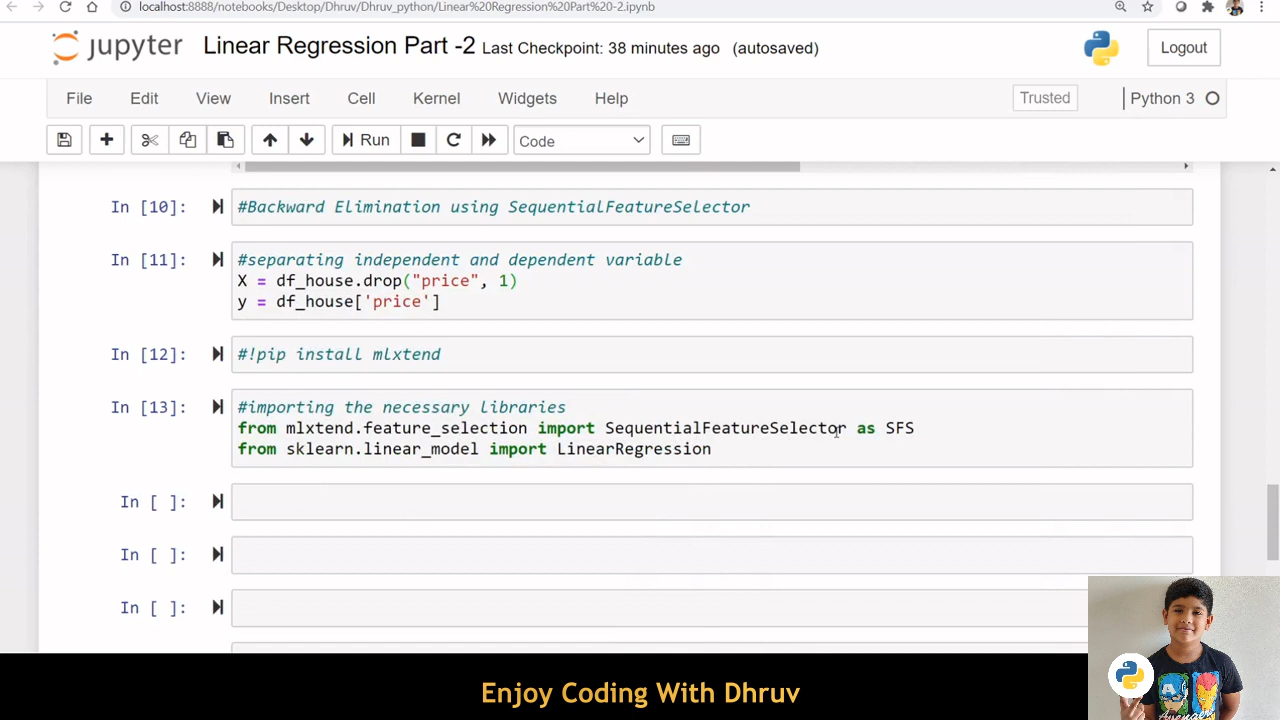 localhost:8888/notebooks/Desktop/Dhruv/Dhruv_python/Linear%20Regression%20Part%20-2.ipynb
jupyter Linear Regression Part -2 Last Checkpoint: 38 minutes ago (autosaved) Logout
File Edit View Insert Cell Kernel Widgets Help Trusted Python 3
Run Code
In [10]: #Backward Elimination using SequentialFeatureSelector
In [11]: #separating independent and dependent variable
X = df_house.drop("price", 1)
y = df_house['price']
In [12]: #!pip install mlxtend
In [13]: #importing the necessary libraries
from mlxtend.feature_selection import SequentialFeatureSelector as SFS
from sklearn.linear_model import LinearRegression
In [ ]:
In [ ]:
In [ ]:
Enjoy Coding With Dhruv